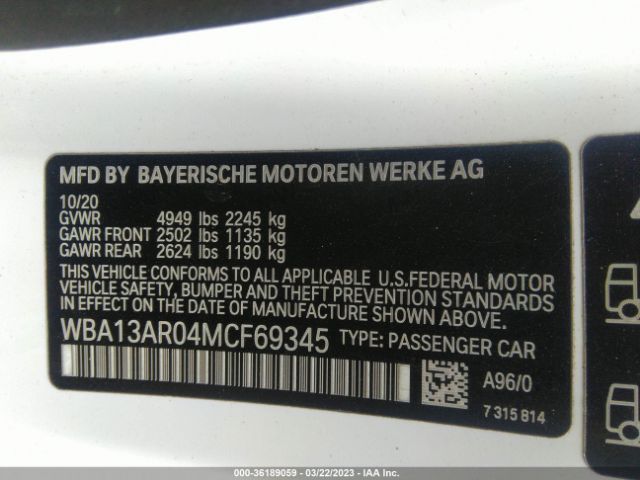 MFD BY BAYERISCHE MOTOREN WERKE AG
10/20
GVWR 4949 lbs 2245 kg
GAWR FRONT 2502 lbs 1135 kg
GAWR REAR 2624 lbs 1190 kg
THIS VEHICLE CONFORMS TO ALL APPLICABLE U.S.FEDERAL MOTOR
VEHICLE SAFETY, BUMPER AND THEFT PREVENTION STANDARDS
IN EFFECT ON THE DATE OF MANUFACTURE SHOWN ABOVE.
WBA13AR04MCF69345 TYPE: PASSENGER CAR
A96/0
7 315 814
000-36189059 - 03/22/2023 - IAA Inc.